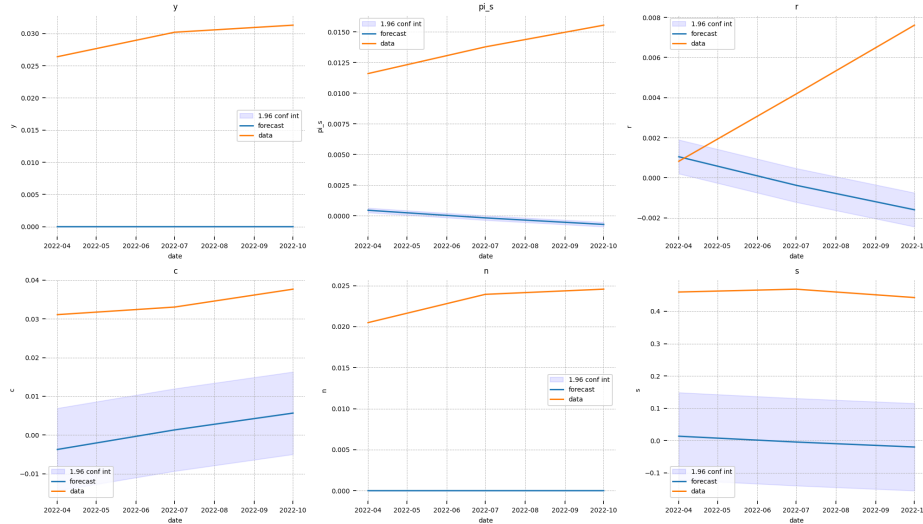 y
0.030
0.025
0.020
0.015
0.010
0.005
0.000
y
1.96 conf int
forecast
data
2022-04 2022-05 2022-06 2022-07 2022-08 2022-09 2022-10
date
pi_s
0.0150
0.0125
0.0100
0.0075
0.0050
0.0025
0.0000
pi_s
1.96 conf int
forecast
data
2022-04 2022-05 2022-06 2022-07 2022-08 2022-09 2022-10
date
r
0.008
0.006
0.004
0.002
0.000
−0.002
r
1.96 conf int
forecast
data
2022-04 2022-05 2022-06 2022-07 2022-08 2022-09 2022-1
date
c
0.04
0.03
0.02
0.01
0.00
−0.01
c
1.96 conf int
forecast
data
2022-04 2022-05 2022-06 2022-07 2022-08 2022-09 2022-10
date
n
0.025
0.020
0.015
0.010
0.005
0.000
n
1.96 conf int
forecast
data
2022-04 2022-05 2022-06 2022-07 2022-08 2022-09 2022-10
date
s
0.4
0.3
0.2
0.1
0.0
−0.1
s
1.96 conf int
forecast
data
2022-04 2022-05 2022-06 2022-07 2022-08 2022-09 2022-1
date